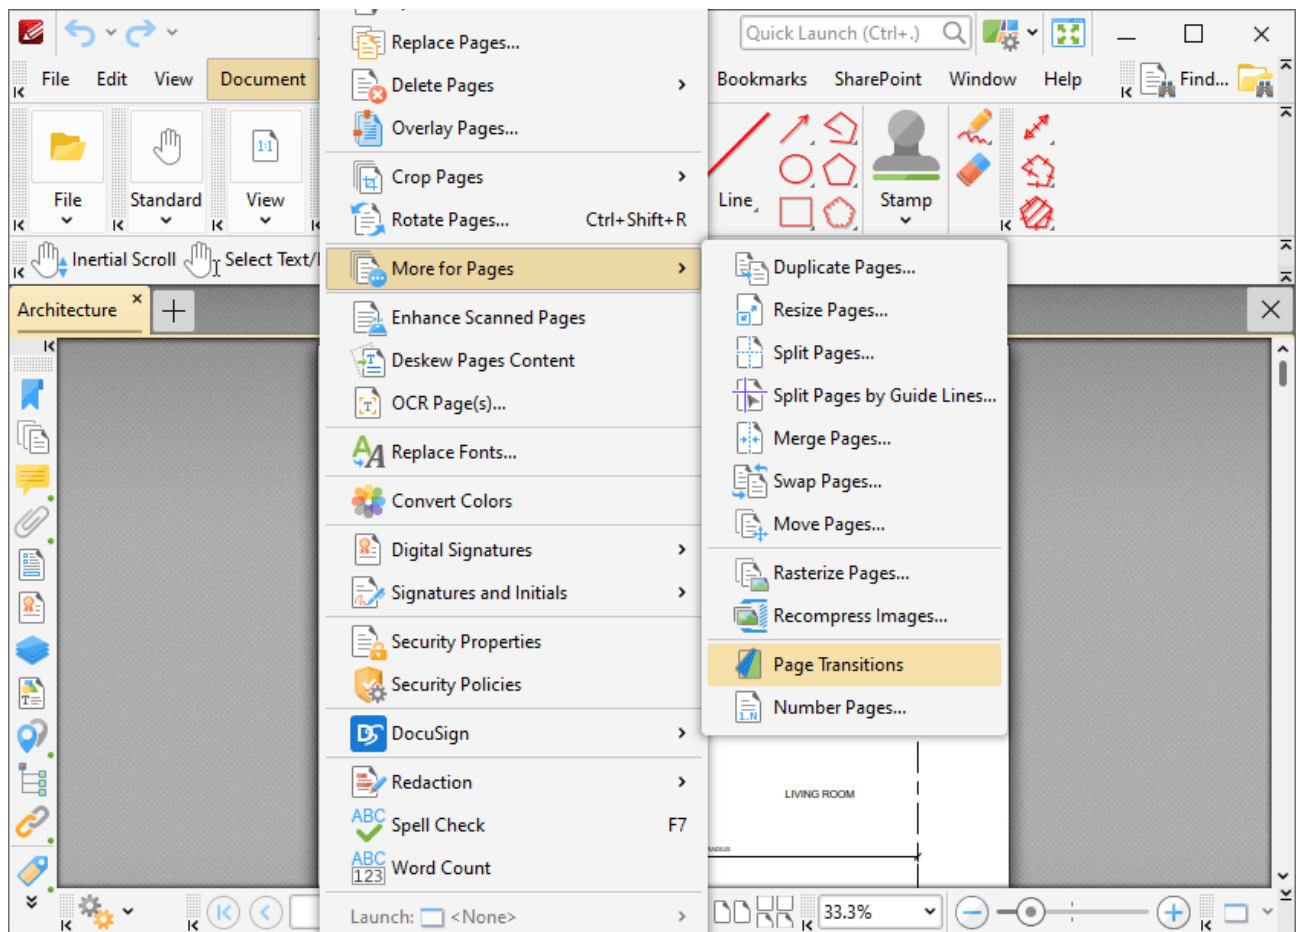 Replace Pages...
Quick Launch (Ctrl+.)
File Edit View Document Bookmarks SharePoint Window Help Find...
Delete Pages
Overlay Pages...
1:1
Crop Pages
File Standard View
Line
Stamp
Rotate Pages... Ctrl+Shift+R
Inertial Scroll Select Text/
More for Pages
Duplicate Pages...
Architecture
Resize Pages...
Enhance Scanned Pages
Split Pages...
Deskew Pages Content
Split Pages by Guide Lines...
OCR Page(s)...
Merge Pages...
Replace Fonts...
Swap Pages...
Convert Colors
Move Pages...
Digital Signatures
Rasterize Pages...
Signatures and Initials
Recompress Images...
Security Properties
Page Transitions
Security Policies
Number Pages...
DocuSign
Redaction
LIVING ROOM
Spell Check F7
Word Count
Launch: <None>
33.3%